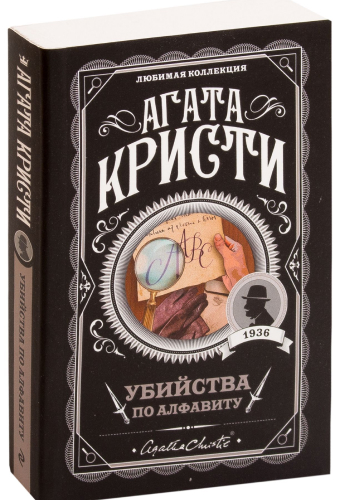 ЛЮБИМАЯ КОЛЛЕКЦИЯ
АГАТА
КРИСТИ
ABC
1936
УБИЙСТВА
ПО АЛФАВИТУ
Agatha Christie
АГАТА КРИСТИ
УБИЙСТВА ПО АЛФАВИТУ